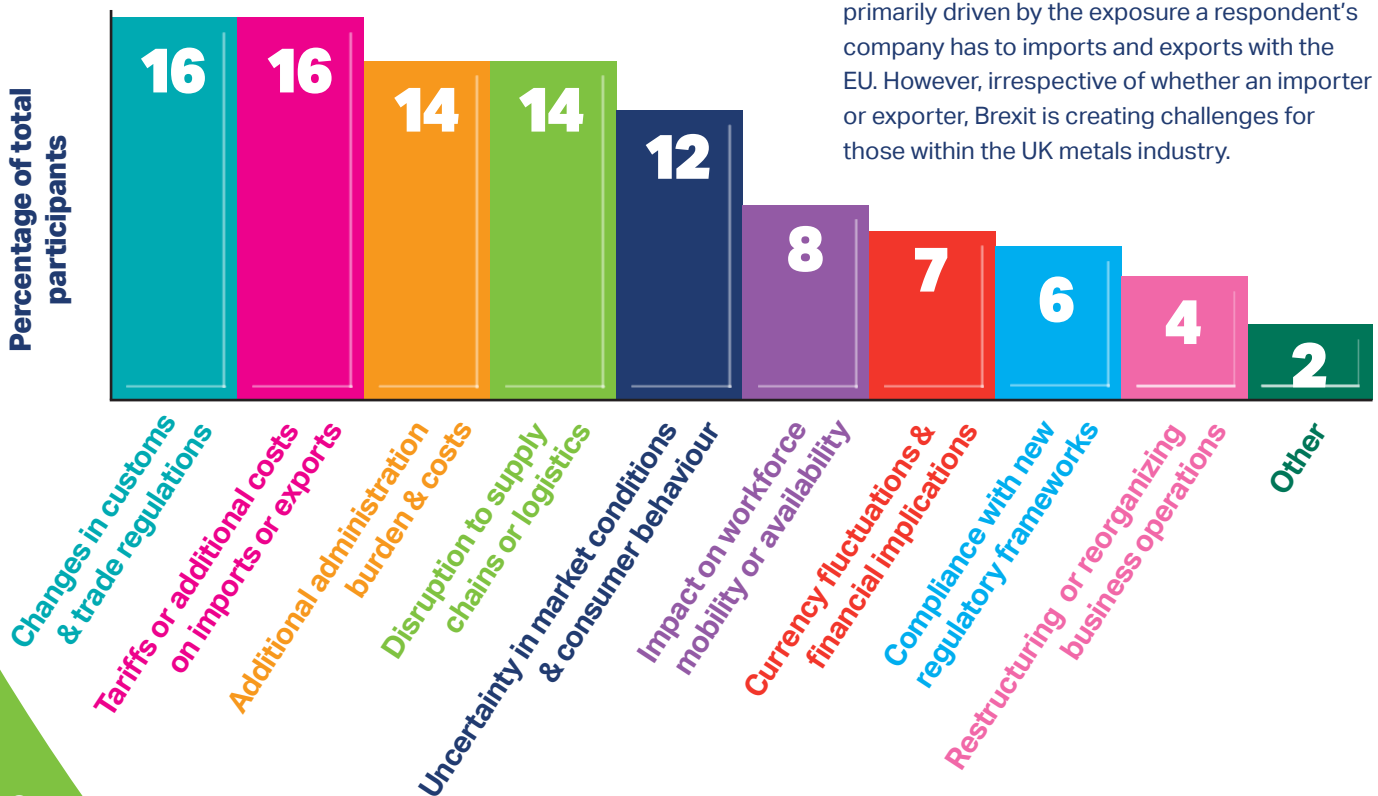 primarily driven by the exposure a respondent's
company has to imports and exports with the
EU. However, irrespective of whether an importer
or exporter, Brexit is creating challenges for
those within the UK metals industry.
Percentage of total
participants
16
16
14
14
12
8
7
6
4
2
Changes in customs
& trade regulations
Tariffs or additional costs
on imports or exports
Additional administration
burden & costs
Disruption to supply
chains or logistics
Uncertainty in market conditions
& consumer behaviour
Impact on workforce
mobility or availability
Currency fluctuations &
financial implications
Compliance with new
regulatory frameworks
Restructuring or reorganizing
business operations
Other